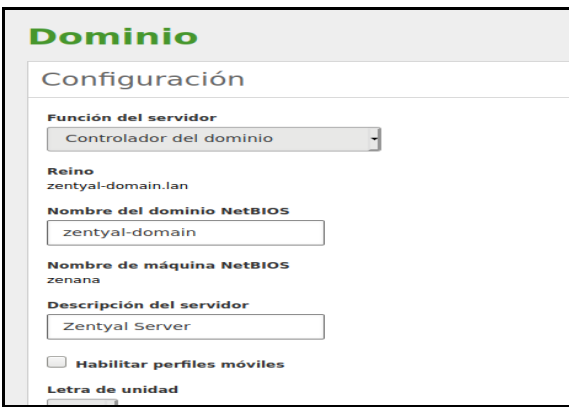 Dominio
Configuración
Función del servidor
Controlador del dominio
Reino
zentyal-domain.lan
Nombre del dominio NetBIOS
zentyal-domain
Nombre de máquina NetBIOS
zenana
Descripción del servidor
Zentyal Server
Habilitar perfiles móviles
Letra de unidad